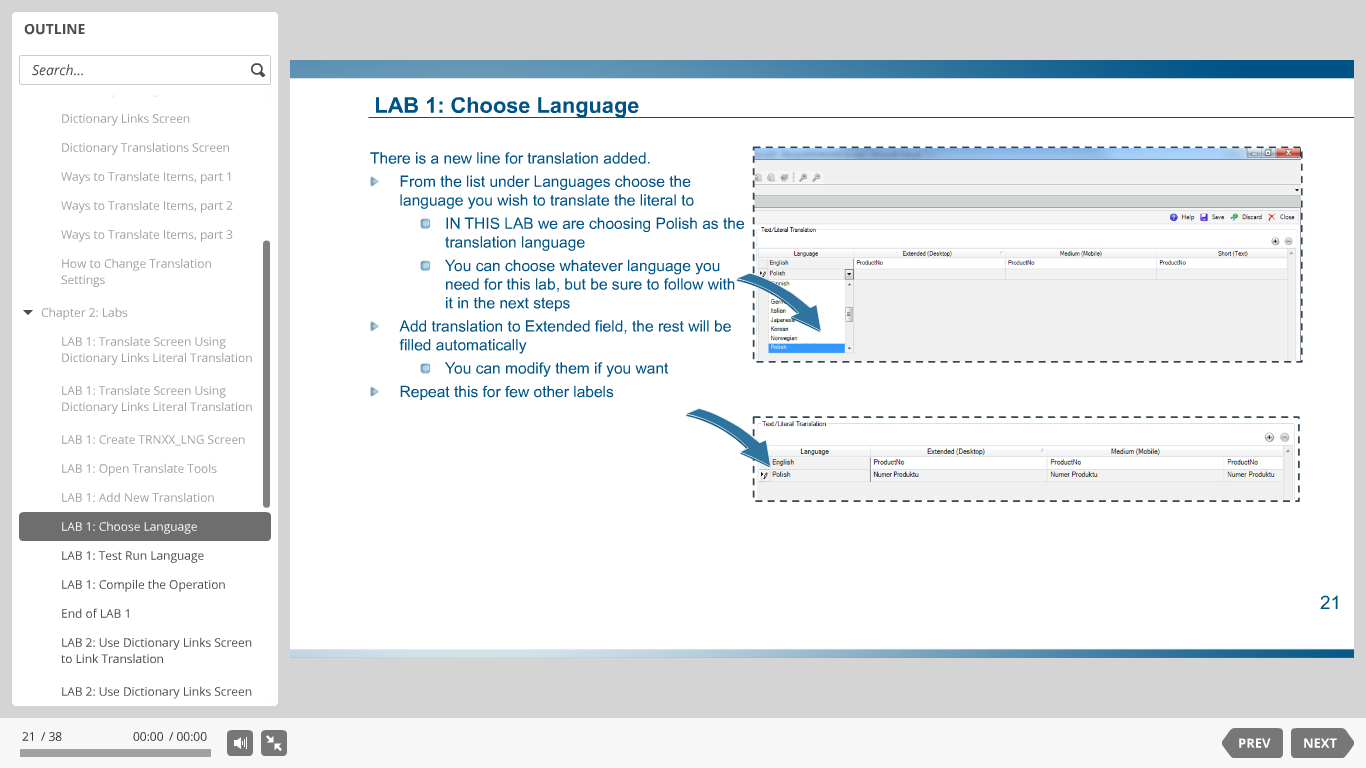 OUTLINE
Search...
Dictionary Links Screen
Dictionary Translations Screen
Ways to Translate Items, part 1
Ways to Translate Items, part 2
Ways to Translate Items, part 3
How to Change Translation
Settings
Chapter 2: Labs
LAB 1: Translate Screen Using
Dictionary Links Literal Translation
LAB 1: Translate Screen Using
Dictionary Links Literal Translation
LAB 1: Create TRNXX_LNG Screen
LAB 1: Open Translate Tools
LAB 1: Add New Translation
LAB 1: Choose Language
LAB 1: Test Run Language
LAB 1: Compile the Operation
End of LAB 1
LAB 2: Use Dictionary Links Screen
to Link Translation
LAB 2: Use Dictionary Links Screen
LAB 1: Choose Language
There is a new line for translation added.
From the list under Languages choose the
language you wish to translate the literal to
IN THIS LAB we are choosing Polish as the
translation language
You can choose whatever language you
need for this lab, but be sure to follow with
it in the next steps
Add translation to Extended field, the rest will be
filled automatically
You can modify them if you want
Repeat this for few other labels
Help Save Discard Close
Text/Literal Translation
Language Extended (Desktop) Medium (Mobile) Short (Text)
English ProductNo ProductNo ProductNo
Polish
Italian
Japanese
Korean
Norwegian
Polish
Text/Literal Translation
Language Extended (Desktop) Medium (Mobile)
English ProductNo ProductNo ProductNo
Polish Numer Produktu Numer Produktu Numer Produktu
21
21 / 38 00:00 / 00:00
PREV NEXT